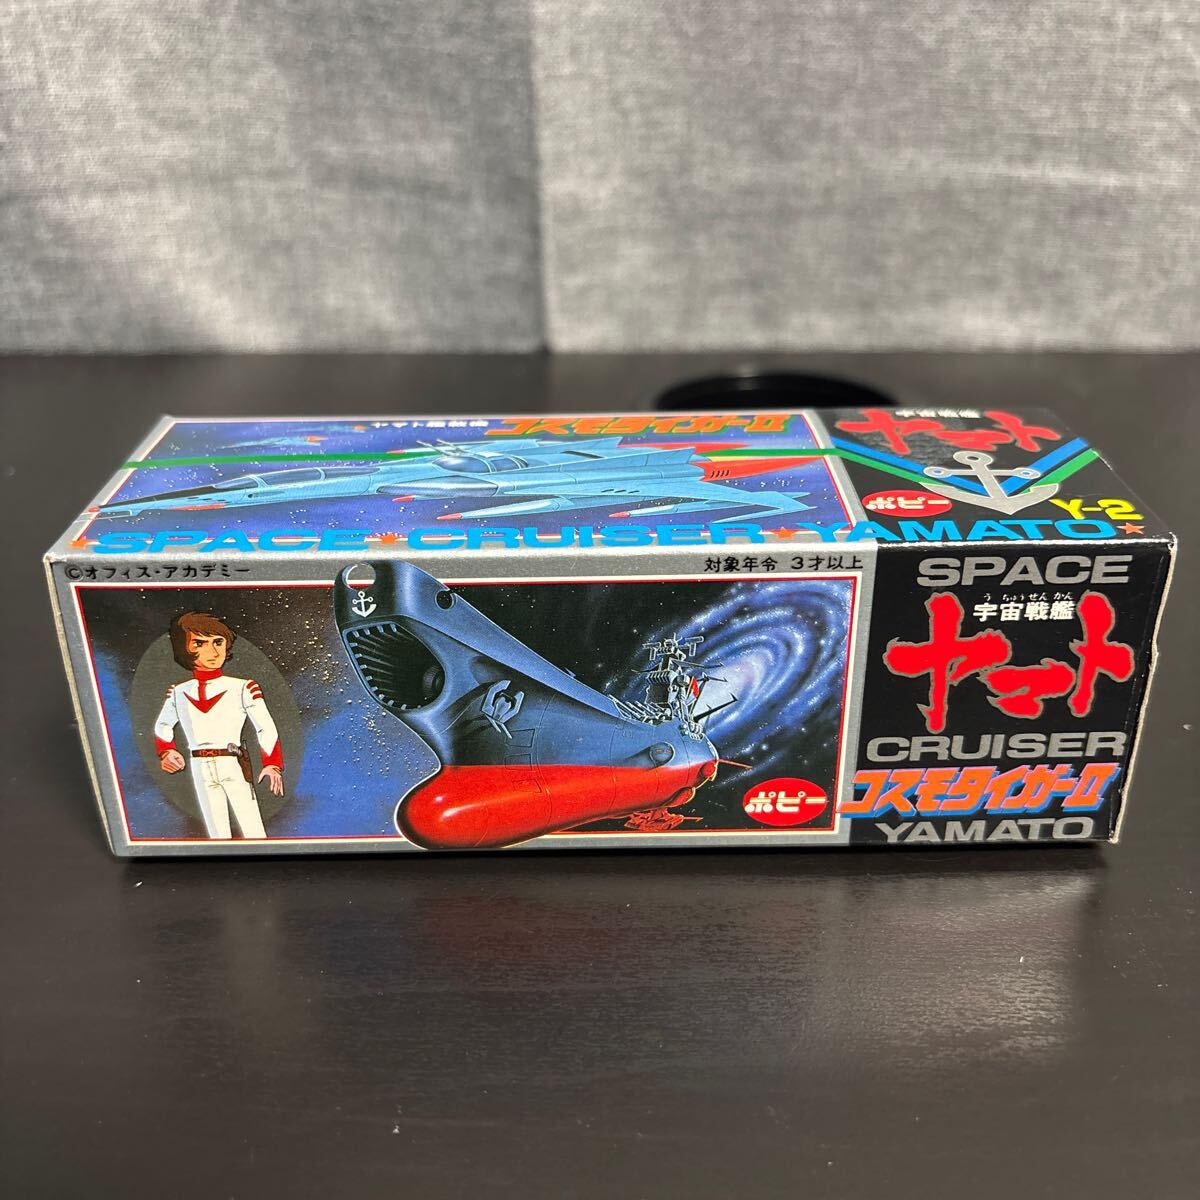 ヤマト艦載機
コスモタイガーII
宇宙戦艦
ヤマト
ポピー
Y-2
★SPACE★CRUISER★YAMATO★
©オフィス・アカデミー
対象年令 3才以上
ポピー
SPACE
うちゅうせんかん
宇宙戦艦
ヤマト
CRUISER
コスモタイガーII
YAMATO